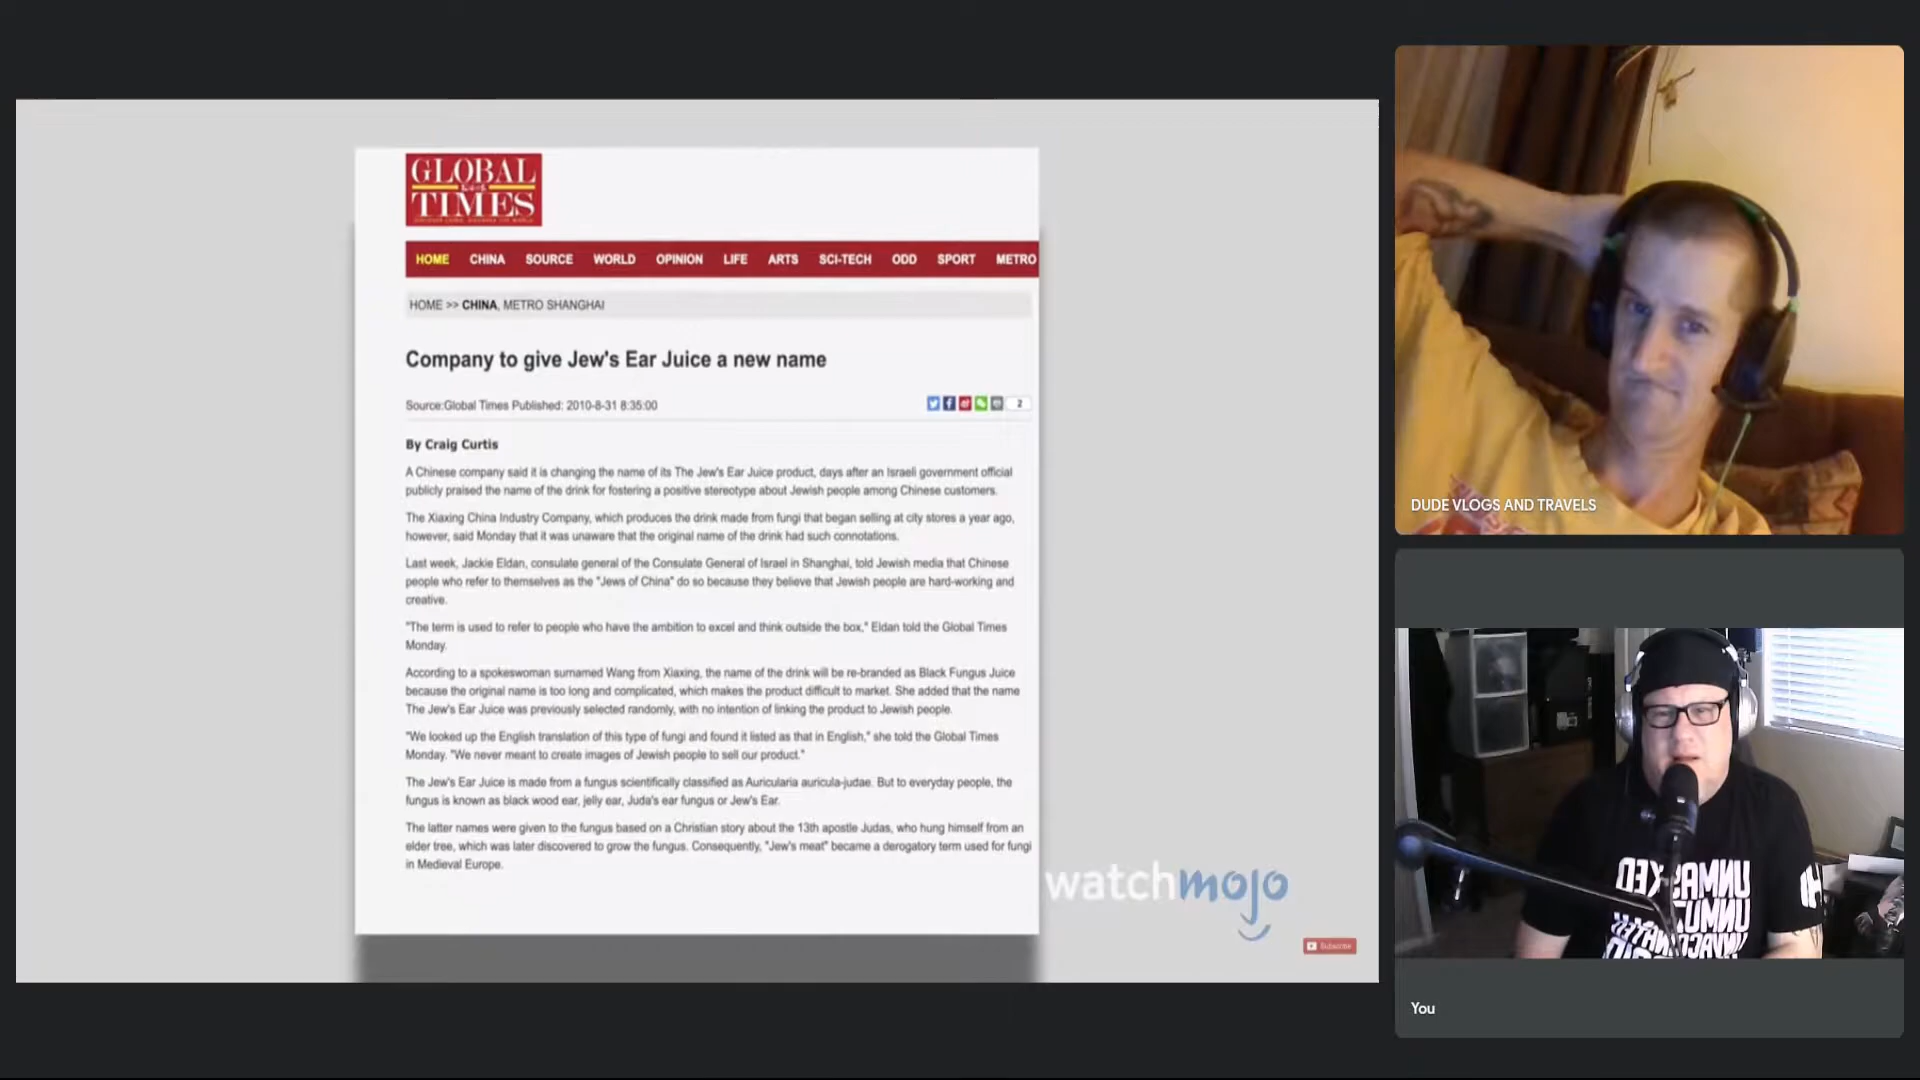 GLOBAL
TIMES
HOME CHINA SOURCE WORLD OPINION LIFE ARTS SCI-TECH ODD SPORT METRO
HOME >> CHINA, METRO SHANGHAI
Company to give Jew's Ear Juice a new name
Source:Global Times Published: 2010-8-31 8:35:00
2
By Craig Curtis
A Chinese company said it is changing the name of its The Jew's Ear Juice product, days after an Israeli government official
publicly praised the name of the drink for fostering a positive stereotype about Jewish people among Chinese customers.
The Xiaxing China Industry Company, which produces the drink made from fungi that began selling at city stores a year ago,
however, said Monday that it was unaware that the original name of the drink had such connotations.
Last week, Jackie Eldan, consulate general of the Consulate General of Israel in Shanghai, told Jewish media that Chinese
people who refer to themselves as the "Jews of China" do so because they believe that Jewish people are hard-working and
creative.
"The term is used to refer to people who have the ambition to excel and think outside the box," Eldan told the Global Times
Monday.
According to a spokeswoman surnamed Wang from Xiaxing, the name of the drink will be re-branded as Black Fungus Juice
because the original name is too long and complicated, which makes the product difficult to market. She added that the name
The Jew's Ear Juice was previously selected randomly, with no intention of linking the product to Jewish people.
"We looked up the English translation of this type of fungi and found it listed as that in English," she told the Global Times
Monday. "We never meant to create images of Jewish people to sell our product."
The Jew's Ear Juice is made from a fungus scientifically classified as Auricularia auricula-judae. But to everyday people, the
fungus is known as black wood ear, jelly ear, Juda's ear fungus or Jew's Ear.
The latter names were given to the fungus based on a Christian story about the 13th apostle Judas, who hung himself from an
elder tree, which was later discovered to grow the fungus. Consequently, "Jew's meat" became a derogatory term used for fungi
in Medieval Europe.
watchmojo
Subscribe
DUDE VLOGS AND TRAVELS
UNMASKED
You